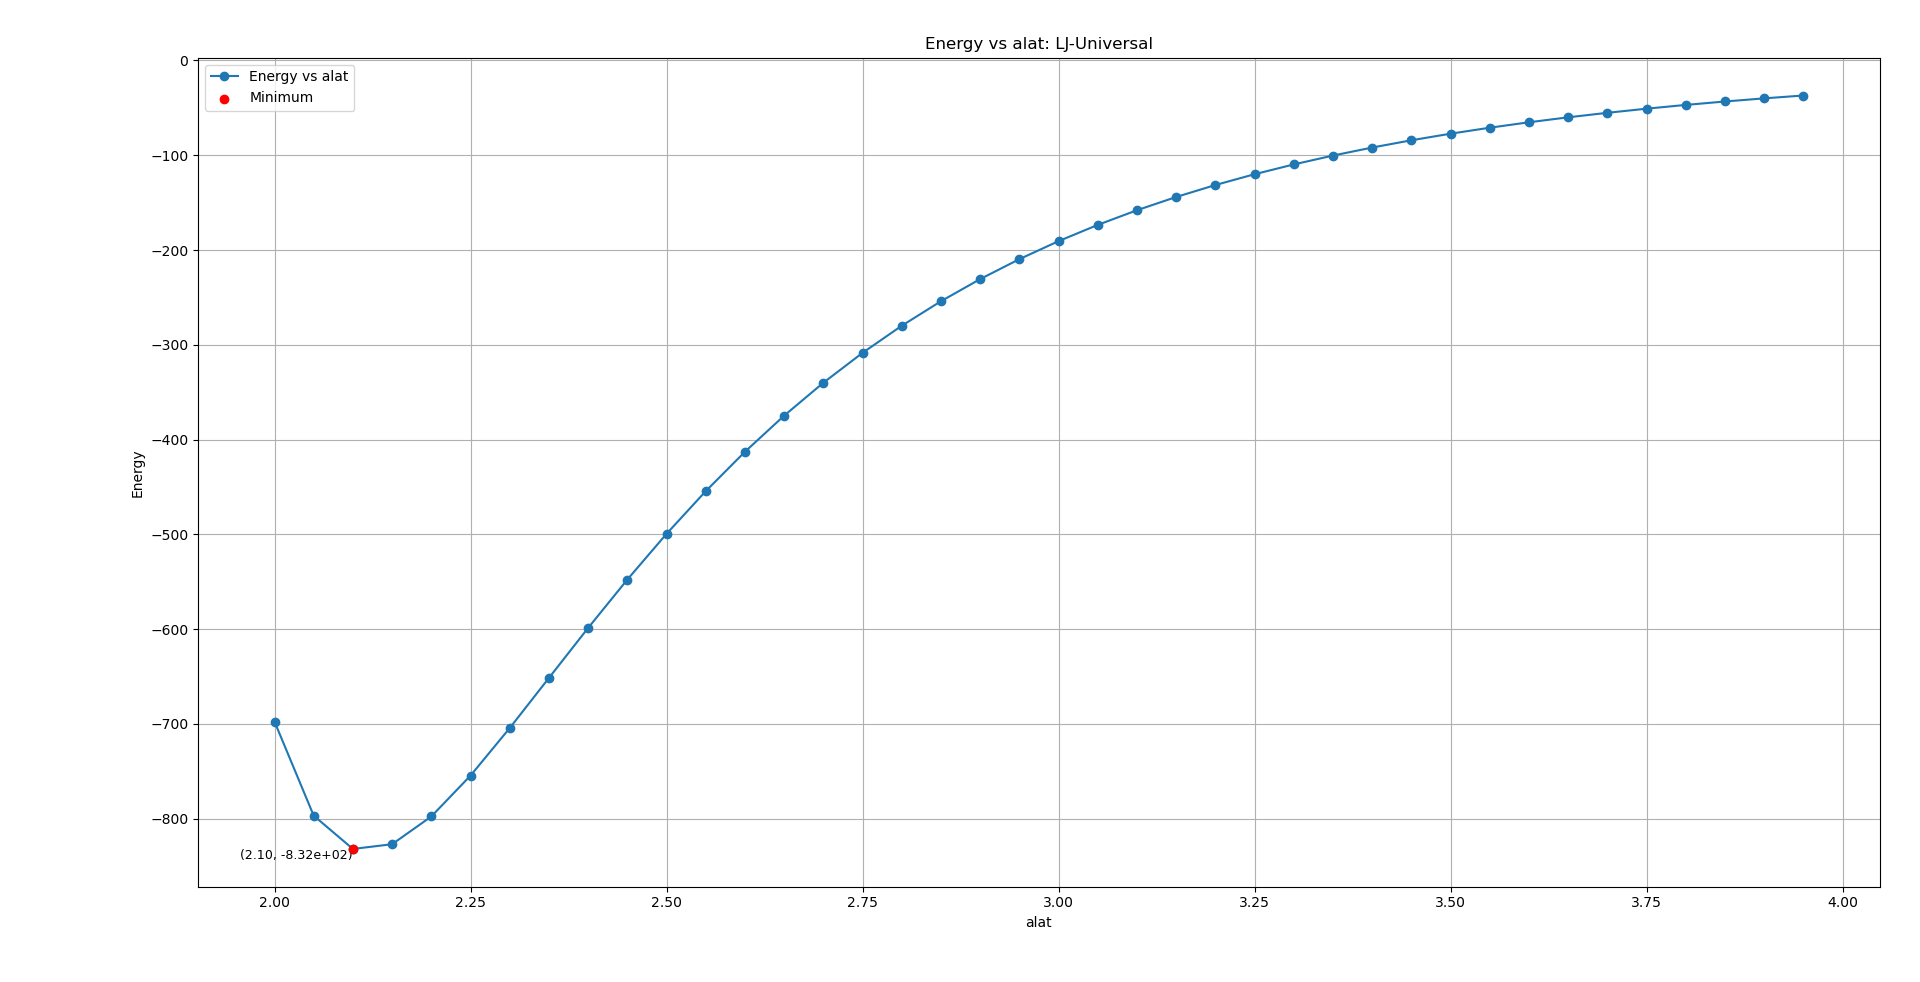 Energy vs alat: LJ-Universal
Energy vs alat
Minimum
0
−100
−200
−300
−400
−500
−600
−700
−800
Energy
(2.10, -8.32e+02)
2.00 2.25 2.50 2.75 3.00 3.25 3.50 3.75 4.00
alat